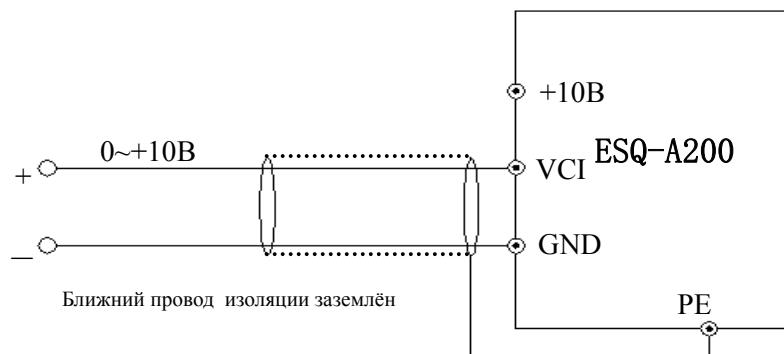 +10В
0~+10В
ESQ-A200
+
VCI
GND
—
Ближний провод изоляции заземлён
PE